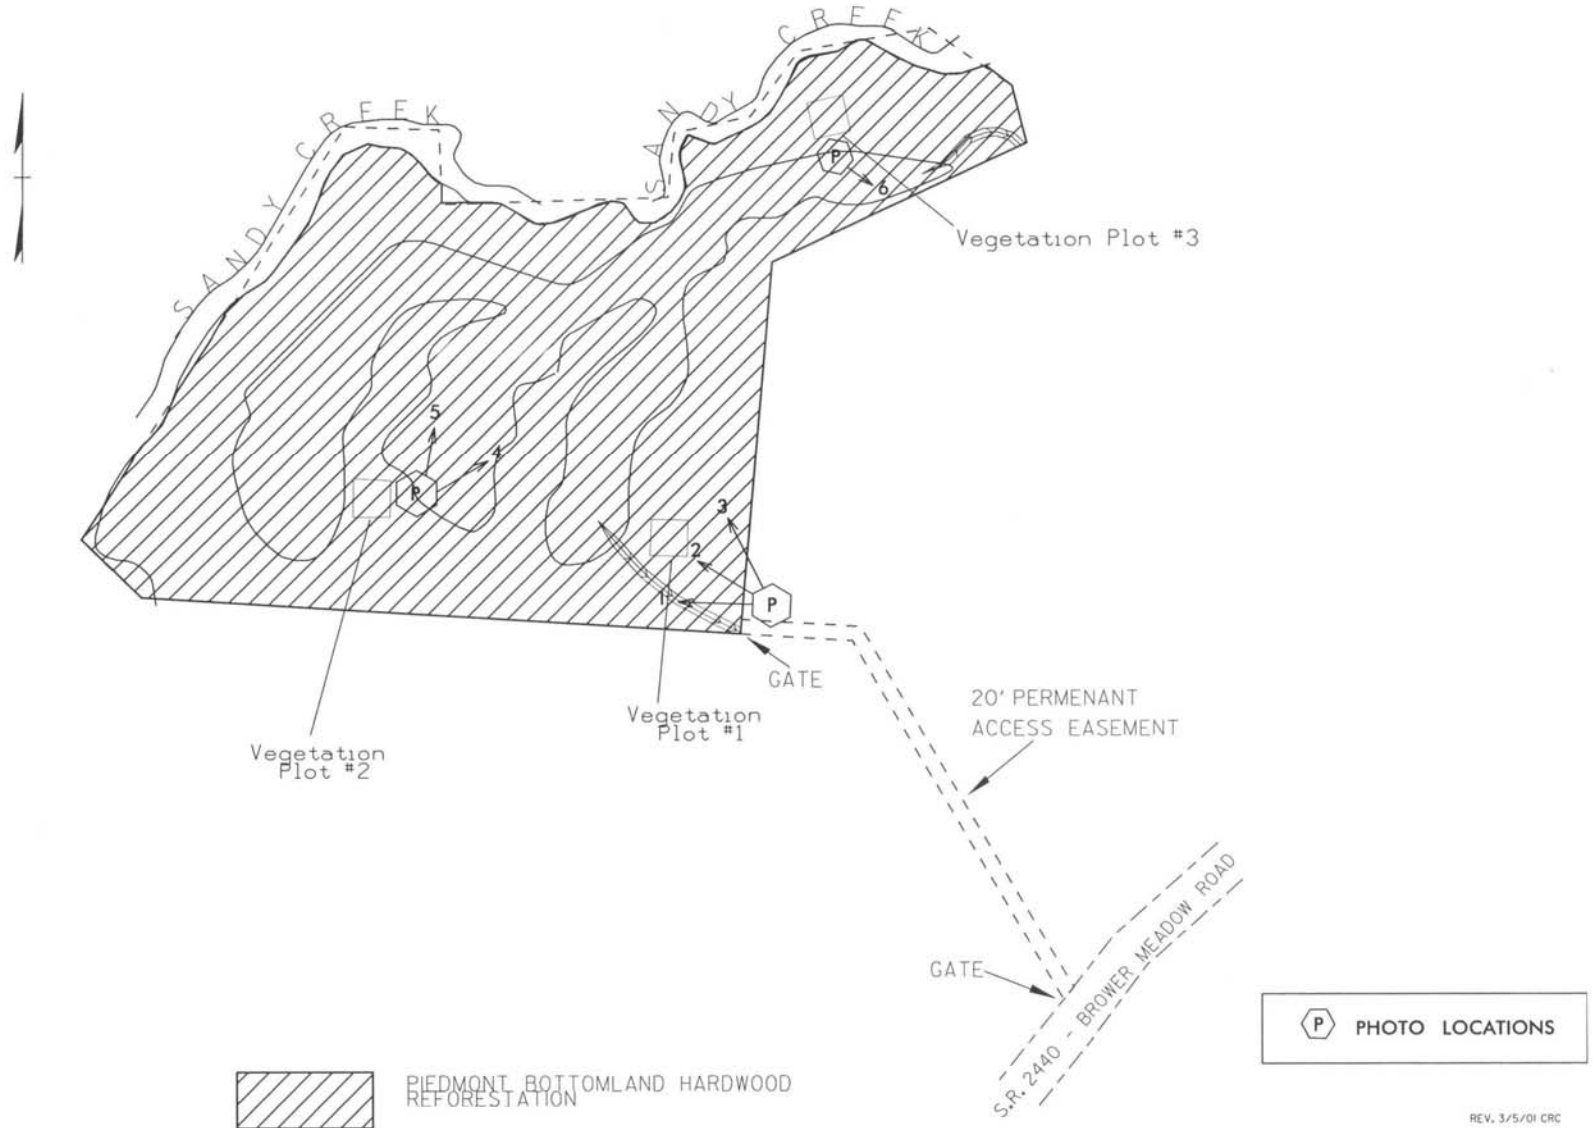 SANDY CREEK
SANDY CREEK
P
6
Vegetation Plot #3
5
4
P
3
2
1
P
GATE
Vegetation
Plot #1
Vegetation
Plot #2
20' PERMENANT
ACCESS EASEMENT
GATE
S.R. 2440 - BROWER MEADOW ROAD
P PHOTO LOCATIONS
PIEDMONT BOTTOMLAND HARDWOOD
REFORESTATION
REV. 3/5/01 CRC